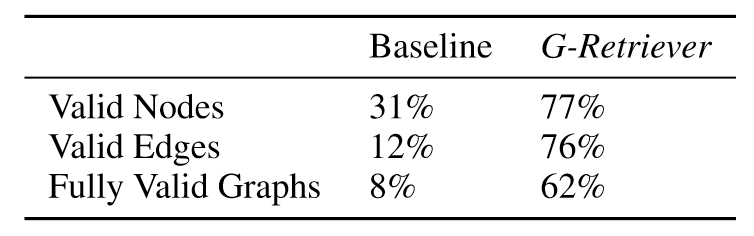 Baseline G-Retriever
Valid Nodes 31% 77%
Valid Edges 12% 76%
Fully Valid Graphs 8% 62%